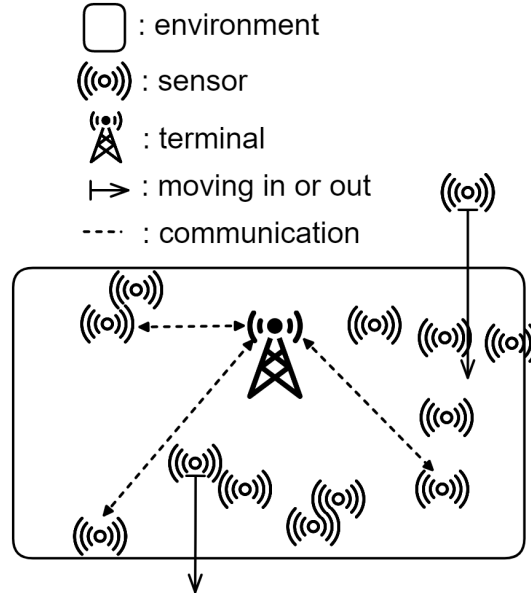 : environment
: sensor
: terminal
: moving in or out
: communication